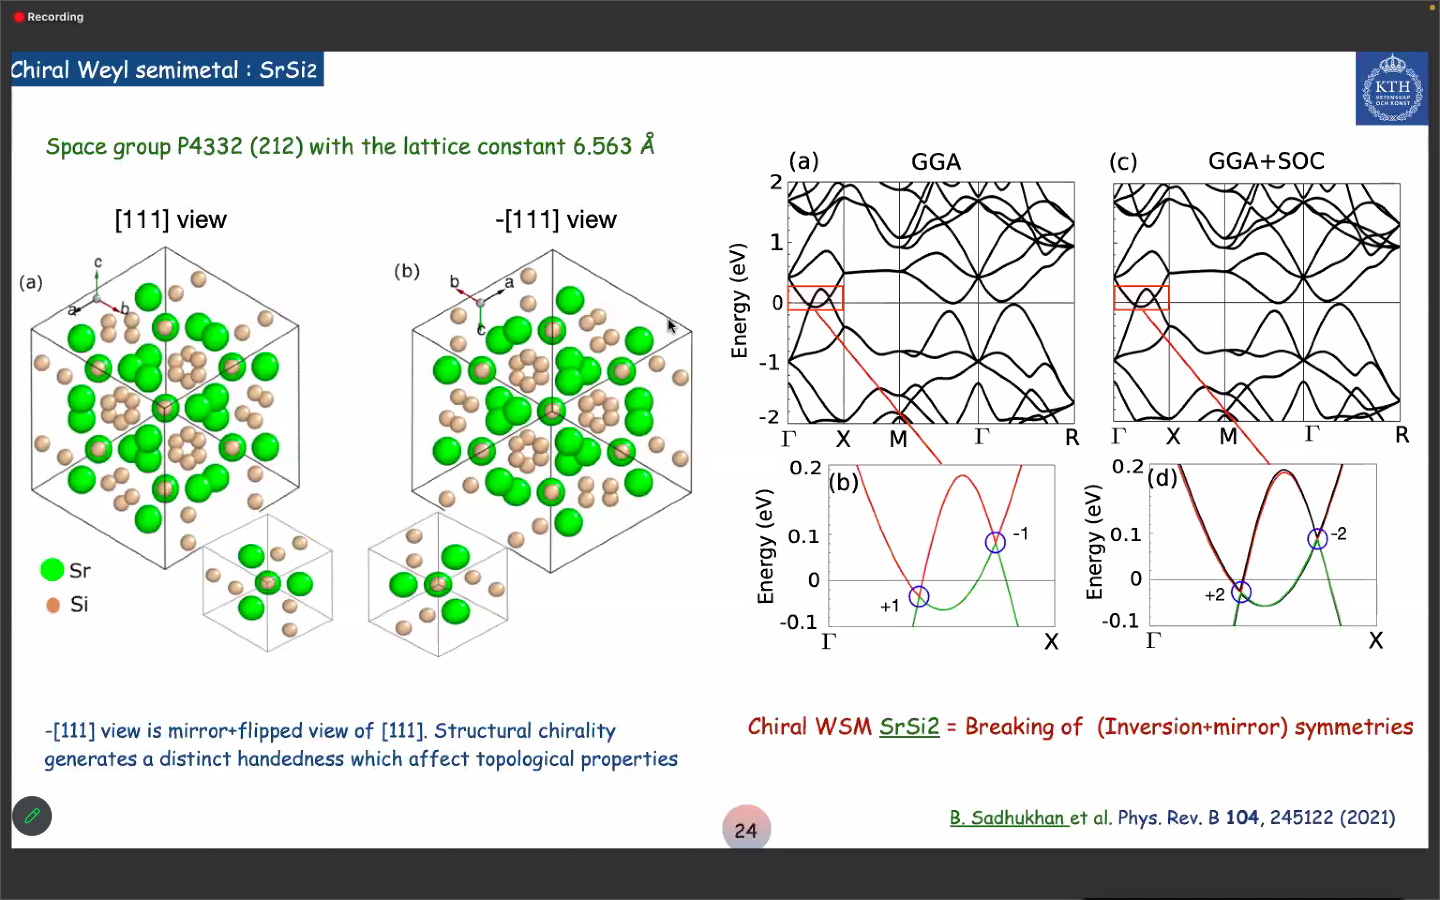 Recording
Chiral Weyl semimetal : SrSi2
KTH
VETENSKAP
OCH KONST
Space group P4332 (212) with the lattice constant 6.563 Å
[111] view
-[111] view
(a)
c
a
b
(b)
b
a
c
Sr
Si
-[111] view is mirror+flipped view of [111]. Structural chirality
generates a distinct handedness which affect topological properties
(a)
GGA
(c)
GGA+SOC
Energy (eV)
2
1
0
-1
-2
Γ X M Γ R
Γ X M Γ R
(b)
Energy (eV)
0.2
0.1
0
-0.1
+1
-1
Γ X
(d)
Energy (eV)
0.2
0.1
0
-0.1
+2
-2
Γ X
Chiral WSM SrSi2 = Breaking of (Inversion+mirror) symmetries
24
B. Sadhukhan et al. Phys. Rev. B 104, 245122 (2021)